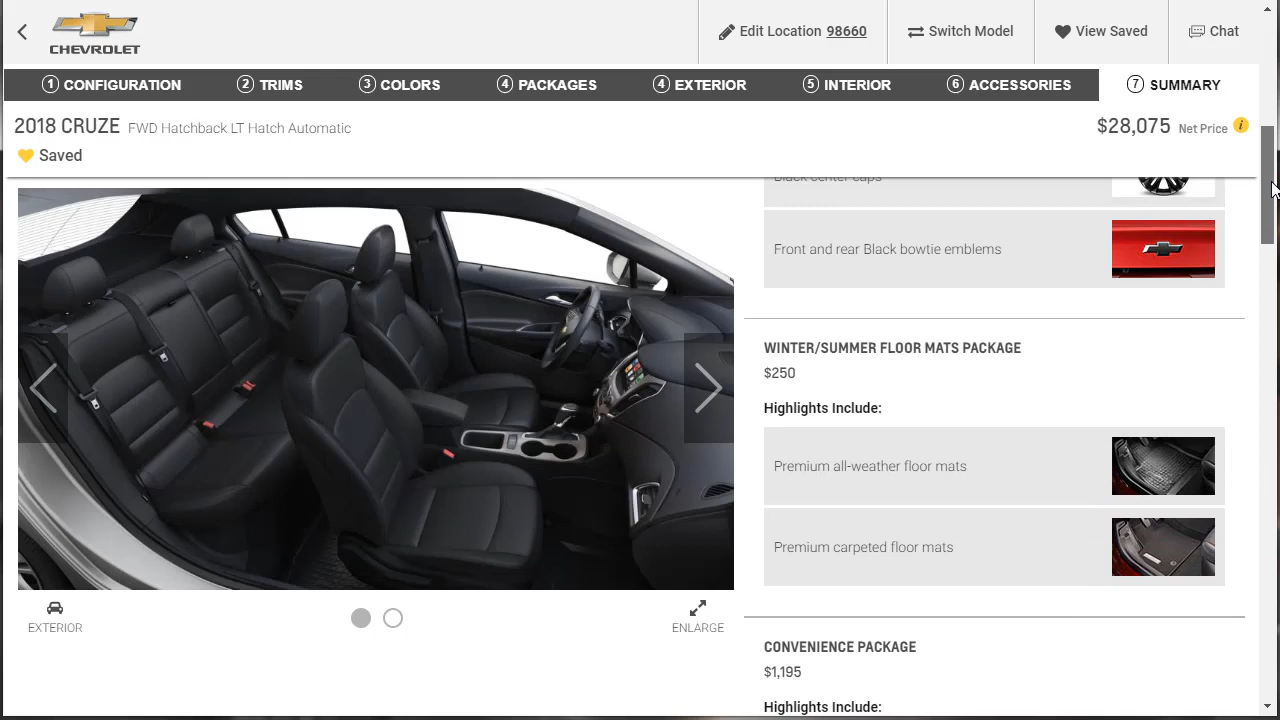 CHEVROLET
Edit Location 98660
Switch Model
View Saved
Chat
1 CONFIGURATION
2 TRIMS
3 COLORS
4 PACKAGES
4 EXTERIOR
5 INTERIOR
6 ACCESSORIES
7 SUMMARY
2018 CRUZE FWD Hatchback LT Hatch Automatic
$28,075 Net Price i
Saved
Black center caps
Front and rear Black bowtie emblems
WINTER/SUMMER FLOOR MATS PACKAGE
$250
Highlights Include:
Premium all-weather floor mats
Premium carpeted floor mats
EXTERIOR
ENLARGE
CONVENIENCE PACKAGE
$1,195
Highlights Include: